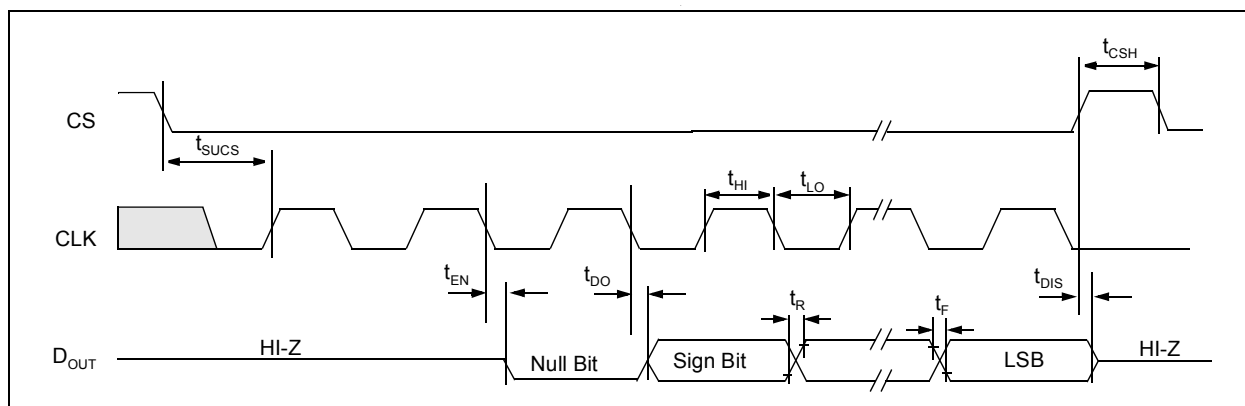 t_CSH
CS
t_SUCS
t_HI
t_LO
CLK
t_EN
t_DO
t_R
t_F
t_DIS
D_OUT
HI-Z
Null Bit
Sign Bit
LSB
HI-Z